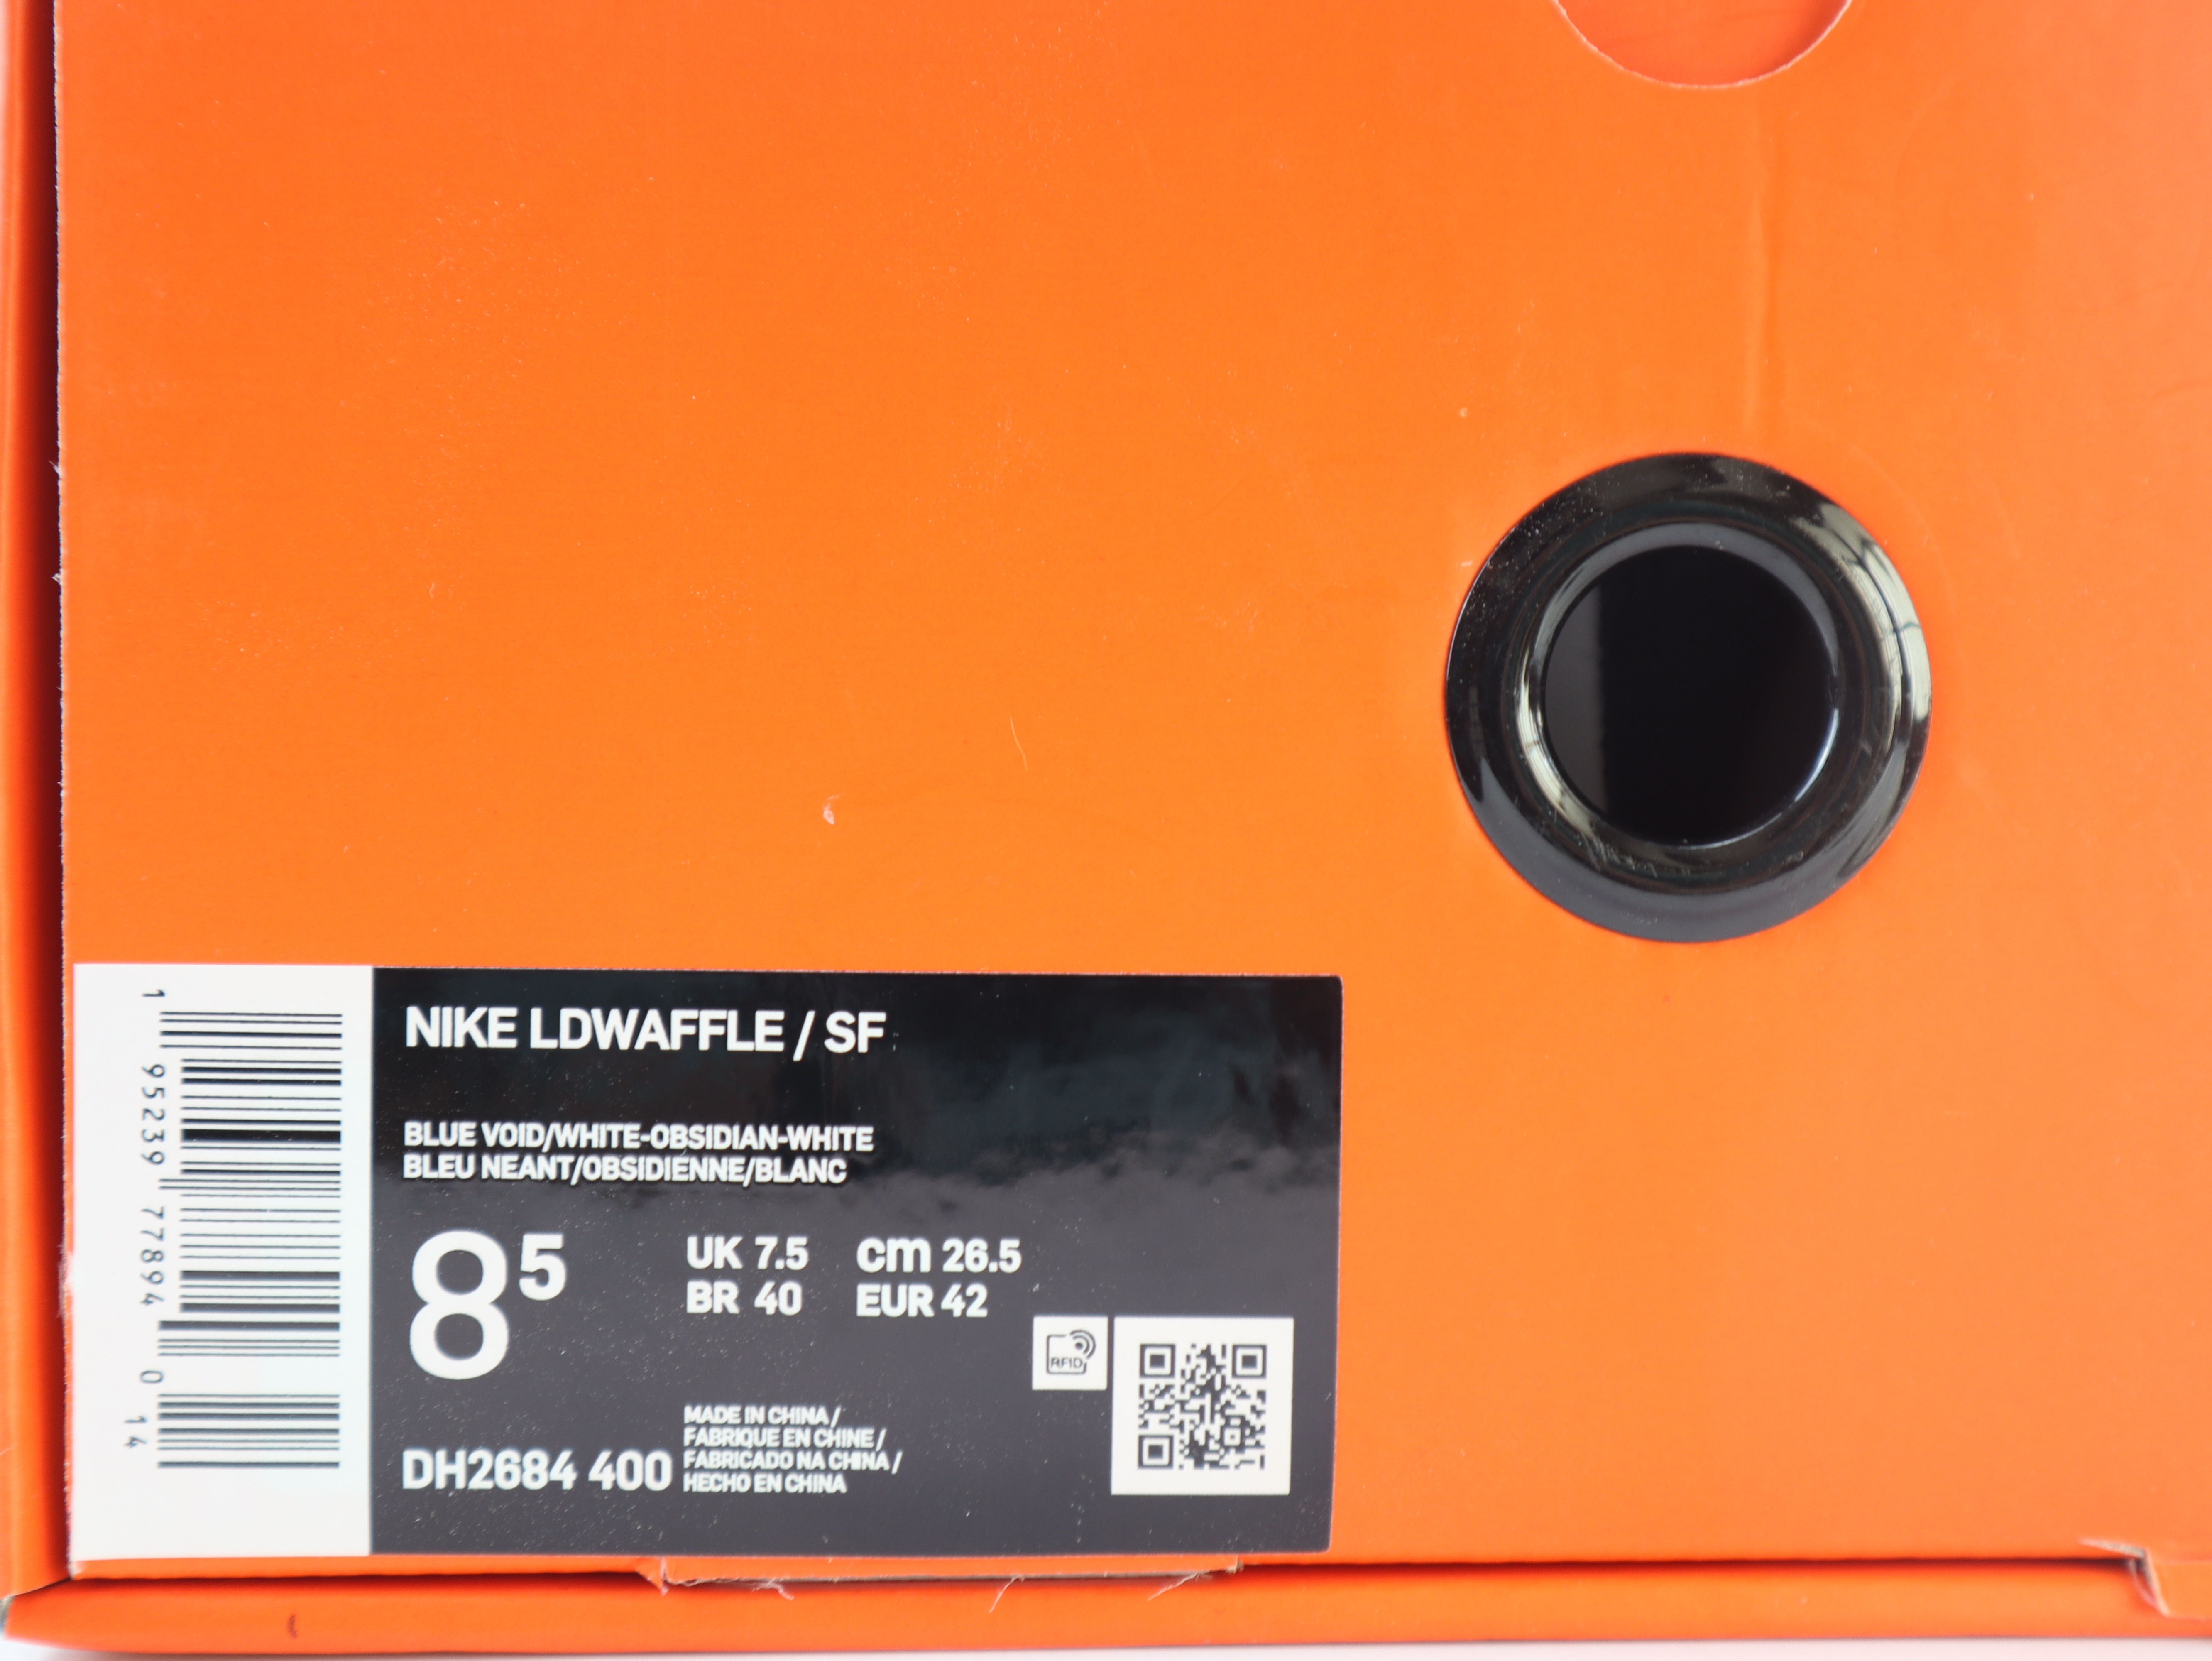 1 95239 77894 0 14
NIKE LDWAFFLE / SF
BLUE VOID/WHITE-OBSIDIAN-WHITE
BLEU NEANT/OBSIDIENNE/BLANC
8 5
UK 7.5 cm 26.5
BR 40 EUR 42
RFID
DH2684 400
MADE IN CHINA /
FABRIQUE EN CHINE /
FABRICADO NA CHINA /
HECHO EN CHINA